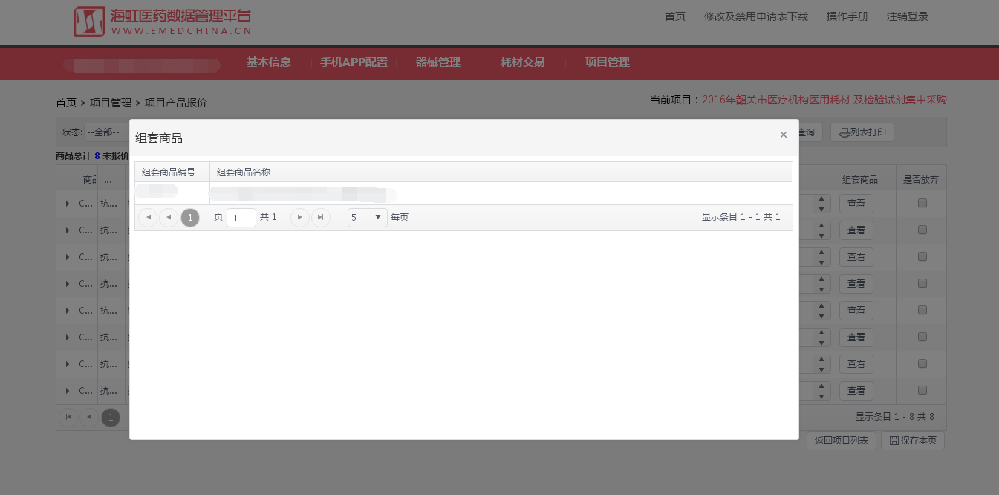 海虹医药数据管理平台
WWW.EMEDCHINA.CN
首页 修改及禁用申请表下载 操作手册 注销登录
基本信息 手机APP配置 器械管理 耗材交易 项目管理
首页 > 项目管理 > 项目产品报价
当前项目：2016年韶关市医疗机构医用耗材 及检验试剂集中采购
状态: --全部-- 查询 列表打印
商品总计 8 未报价
组套商品 ×
组套商品编号 组套商品名称
页 1 共 1 5 每页 显示条目 1 - 1 共 1
1
商品 ... 组套商品 是否放弃
C... 抗... 查看
C... 抗... 查看
C... 抗... 查看
C... 抗... 查看
C... 抗... 查看
C... 抗... 查看
C... 抗... 查看
C... 抗... 查看
1 显示条目 1 - 8 共 8
返回项目列表 保存本页